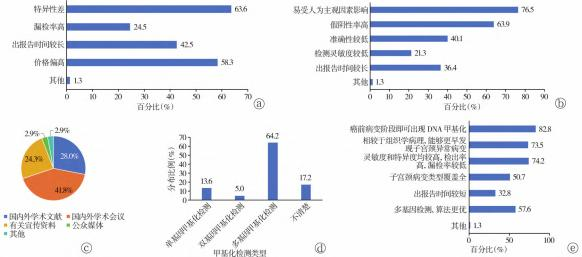 特异性差
63.6
漏检率高
24.5
出报告时间较长
42.5
价格偏高
58.3
其他
1.3
0 10 20 30 40 50 60 70
百分比(%)
ⓐ
易受人为主观因素影响
76.5
假阴性率高
63.9
准确性较低
40.1
检测灵敏度较低
21.3
出报告时间较长
36.4
其他
1.3
0 20 40 60 80 100
百分比(%)
ⓑ
2.9% 2.9%
24.3%
28.0%
41.8%
国内外学术文献 国内外学术会议
有关宣传资料 公众媒体
其他
ⓒ
分布比例(%)
70
60
50
40
30
20
10
0
13.6
5.0
64.2
17.2
单基因甲基化检测
双基因甲基化检测
多基因甲基化检测
不清楚
甲基化检测类型
ⓓ
癌前病变阶段即可出现DNA甲基化
82.8
相较于组织学病理,能够更早发
现子宫颈异常病变
73.5
灵敏度和特异度均较高,检出率
高,漏检率较低
74.2
子宫颈病变类型覆盖全
50.7
出报告时间较短
32.8
多基因检测,算法更优
57.6
其他
1.3
0 50 100
百分比(%)
ⓔ